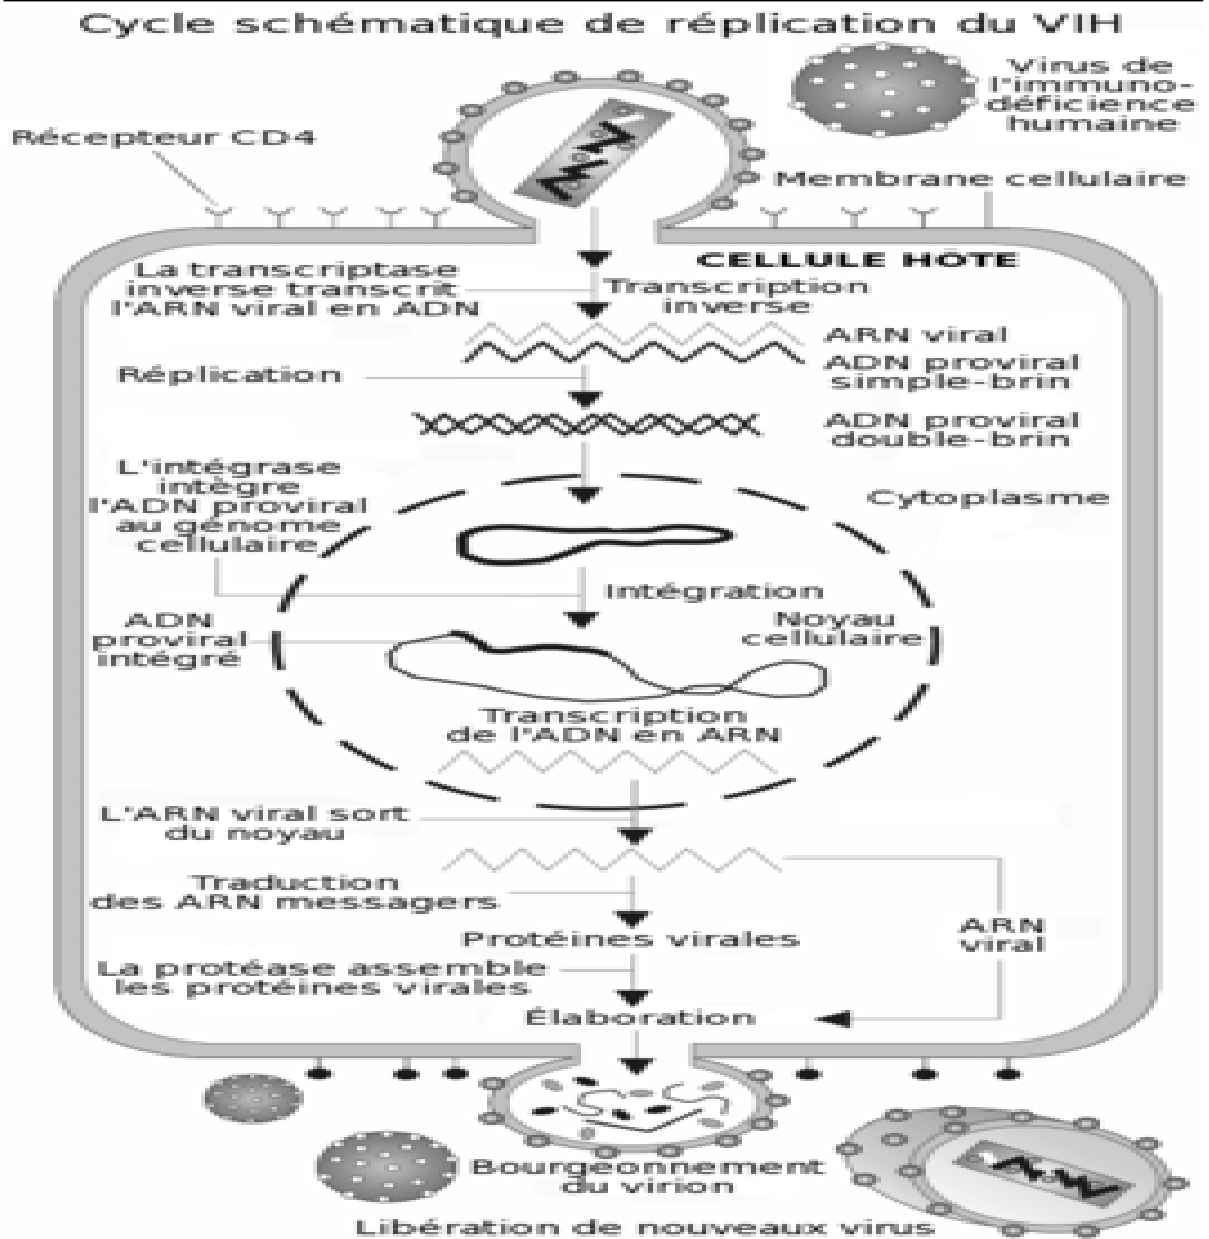 Cycle schématique de réplication du VIH
Virus de
l'immuno-
déficience
humaine
Récepteur CD4
Membrane cellulaire
CELLULE HÔTE
La transcriptase
inverse transcrit
l'ARN viral en ADN
Transcription
inverse
ARN viral
ADN proviral
simple-brin
Réplication
ADN proviral
double-brin
L'intégrase
intègre
l'ADN proviral
au génome
cellulaire
Cytoplasme
Intégration
ADN
proviral
intégré
Noyau
cellulaire
Transcription
de l'ADN en ARN
L'ARN viral sort
du noyau
Traduction
des ARN messagers
Protéines virales
ARN
viral
La protéase assemble
les protéines virales
Élaboration
Bourgeonnement
du virion
Libération de nouveaux virus